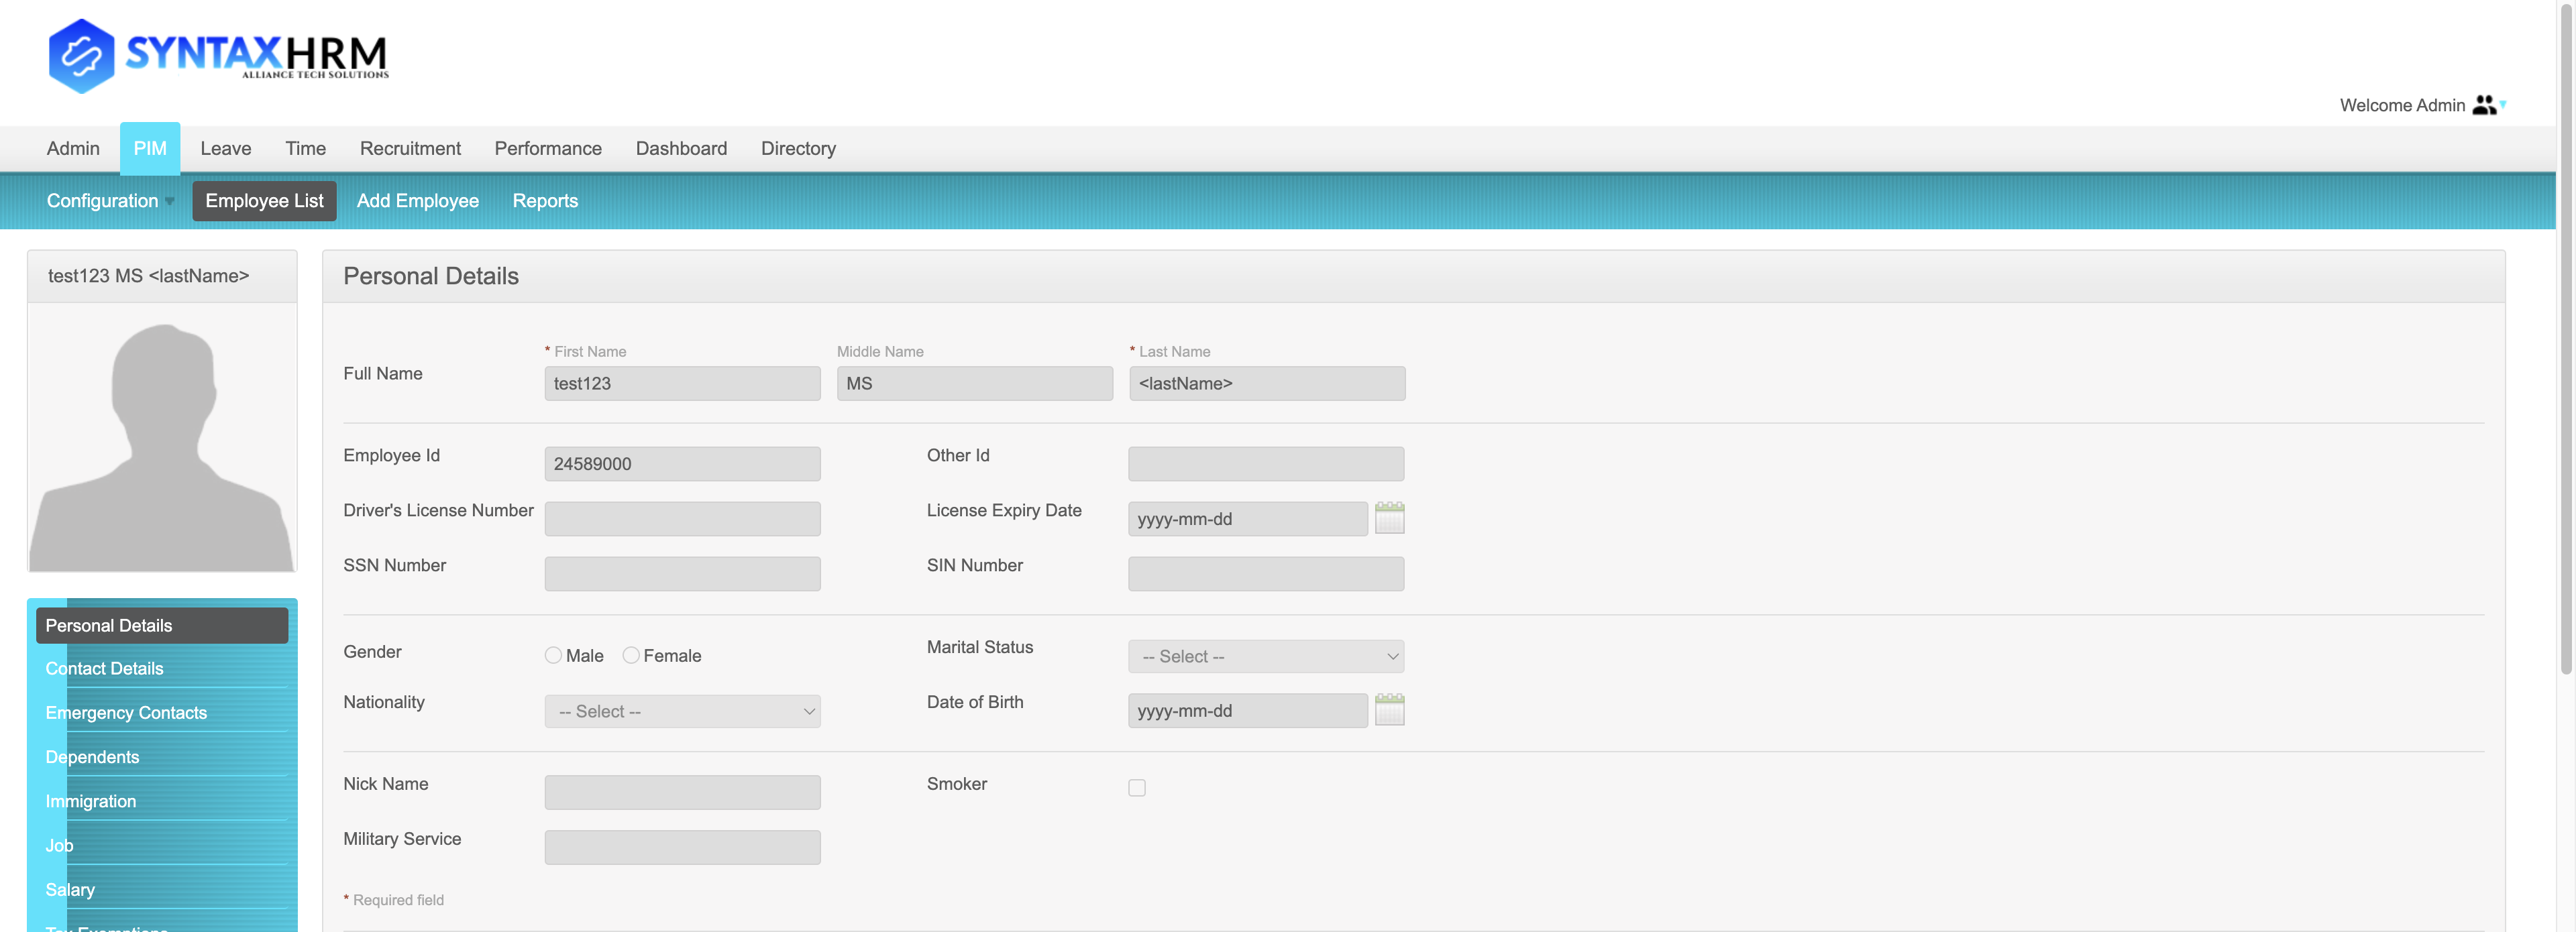 SYNTAXHRM
ALLIANCE TECH SOLUTIONS
Welcome Admin
Admin PIM Leave Time Recruitment Performance Dashboard Directory
Configuration Employee List Add Employee Reports
test123 MS <lastName>
Personal Details
* First Name Middle Name * Last Name
Full Name test123 MS <lastName>
Employee Id 24589000 Other Id
Driver's License Number License Expiry Date yyyy-mm-dd
SSN Number SIN Number
Gender Male Female Marital Status -- Select --
Nationality -- Select -- Date of Birth yyyy-mm-dd
Nick Name Smoker
Military Service
* Required field
Personal Details
Contact Details
Emergency Contacts
Dependents
Immigration
Job
Salary
Tax Exemptions